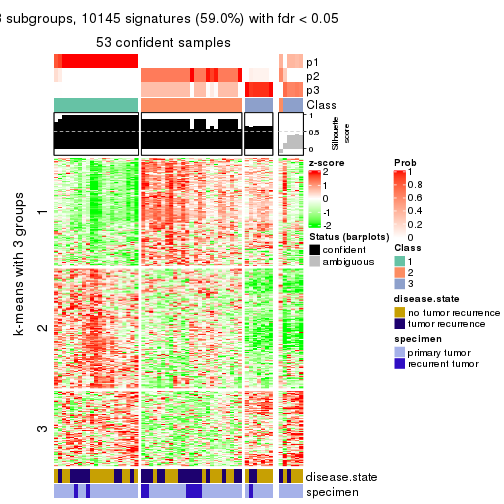 3 subgroups, 10145 signatures (59.0%) with fdr < 0.05
53 confident samples
p1
p2
p3
Class
1
0.5
0
Silhouette
score
k-means with 3 groups
1
2
3
z-score
2
1
0
-1
-2
Status (barplots)
confident
ambiguous
Prob
1
0.8
0.6
0.4
0.2
0
Class
1
2
3
disease.state
no tumor recurrence
tumor recurrence
specimen
primary tumor
recurrent tumor
disease.state
specimen